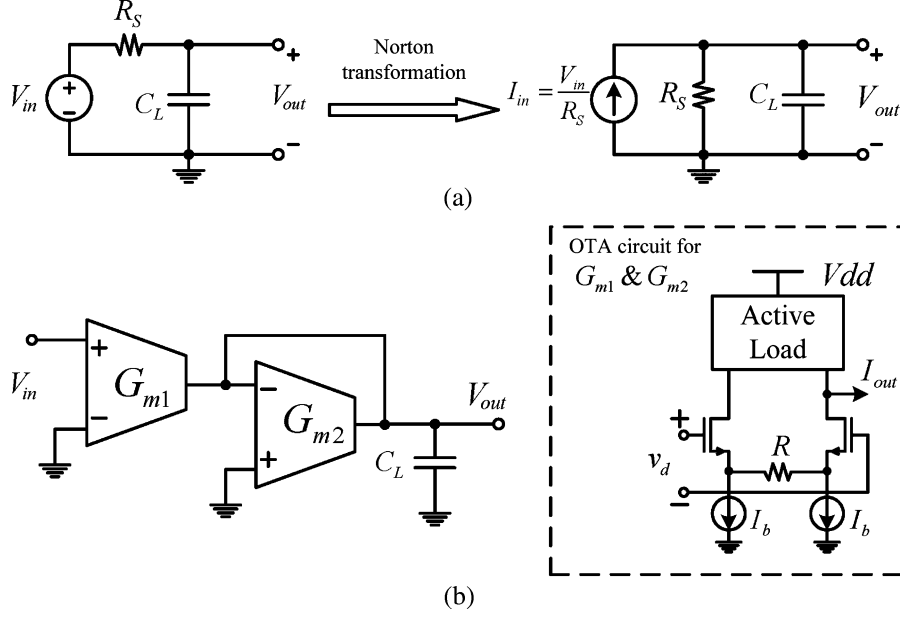 R_S
V_in
C_L
V_out
+
−
Norton
transformation
I_in = V_in / R_S
R_S
C_L
V_out
+
−
(a)
V_in
+
−
G_m1
−
+
G_m2
V_out
C_L
OTA circuit for
G_m1 & G_m2
Vdd
Active
Load
I_out
+
v_d
−
R
I_b
I_b
(b)